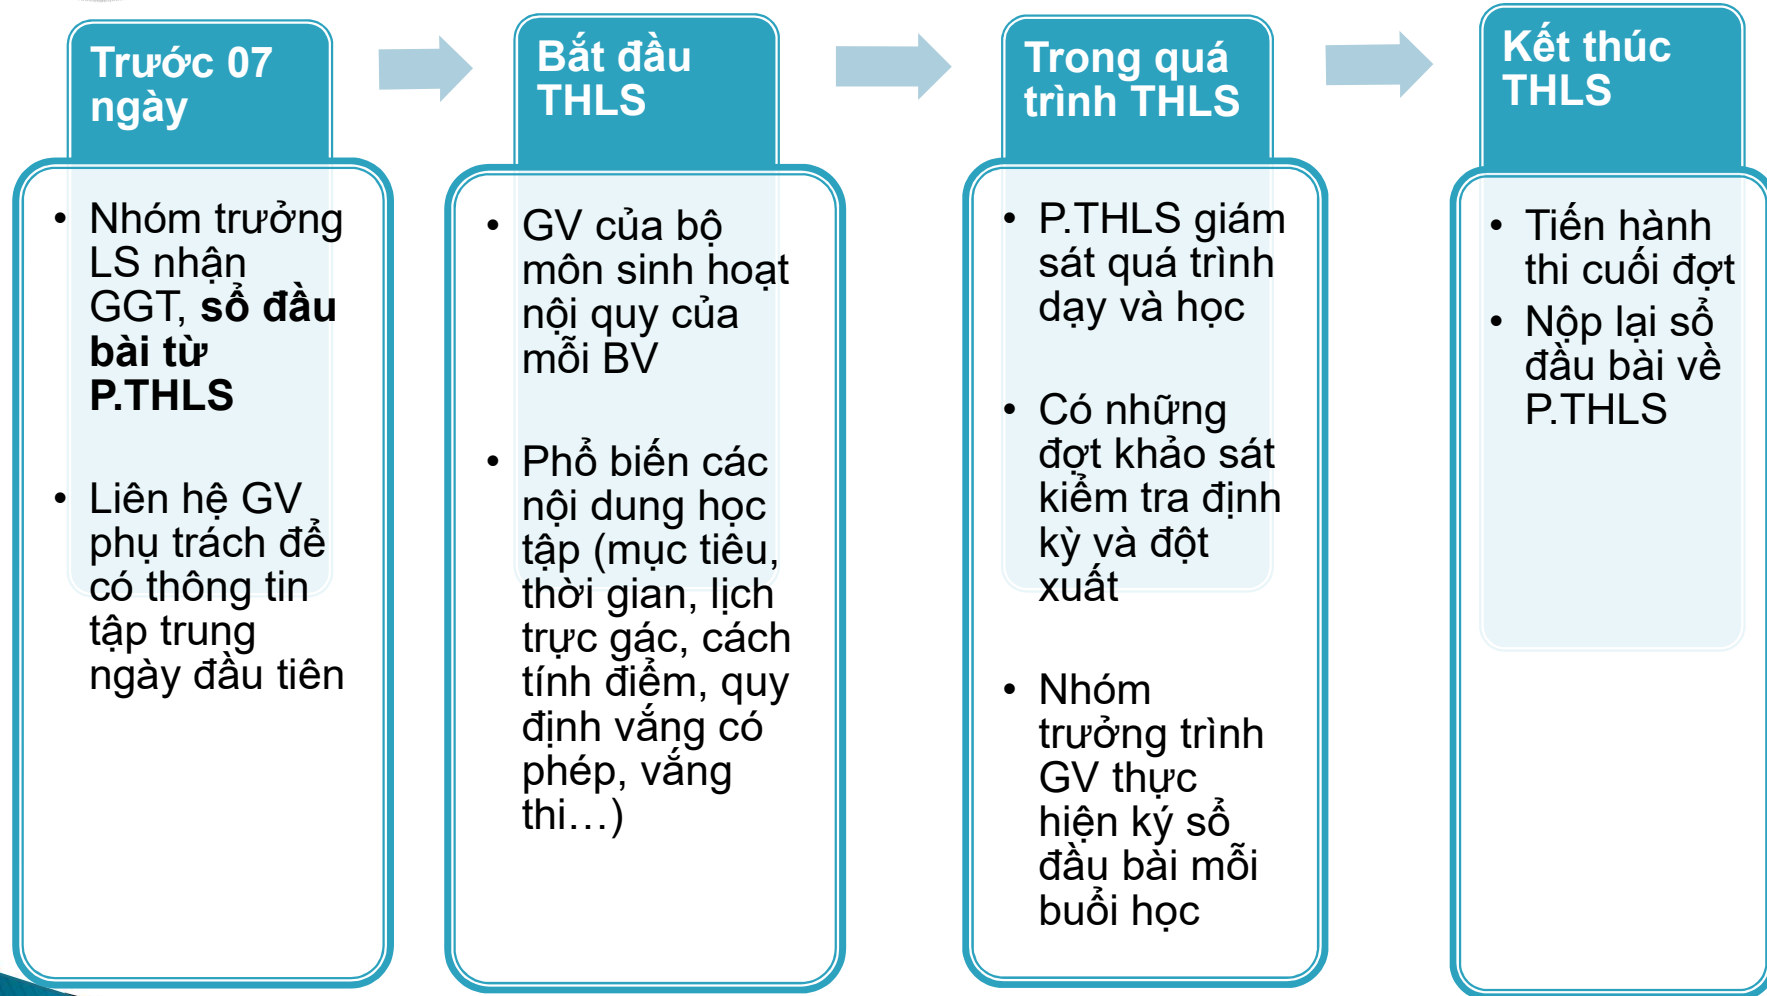 Trước 07
ngày
• Nhóm trưởng
LS nhận
GGT, sổ đầu
bài từ
P.THLS
• Liên hệ GV
phụ trách để
có thông tin
tập trung
ngày đầu tiên
Bắt đầu
THLS
• GV của bộ
môn sinh hoạt
nội quy của
mỗi BV
• Phổ biến các
nội dung học
tập (mục tiêu,
thời gian, lịch
trực gác, cách
tính điểm, quy
định vắng có
phép, vắng
thi…)
Trong quá
trình THLS
• P.THLS giám
sát quá trình
dạy và học
• Có những
đợt khảo sát
kiểm tra định
kỳ và đột
xuất
• Nhóm
trưởng trình
GV thực
hiện ký sổ
đầu bài mỗi
buổi học
Kết thúc
THLS
• Tiến hành
thi cuối đợt
• Nộp lại sổ
đầu bài về
P.THLS